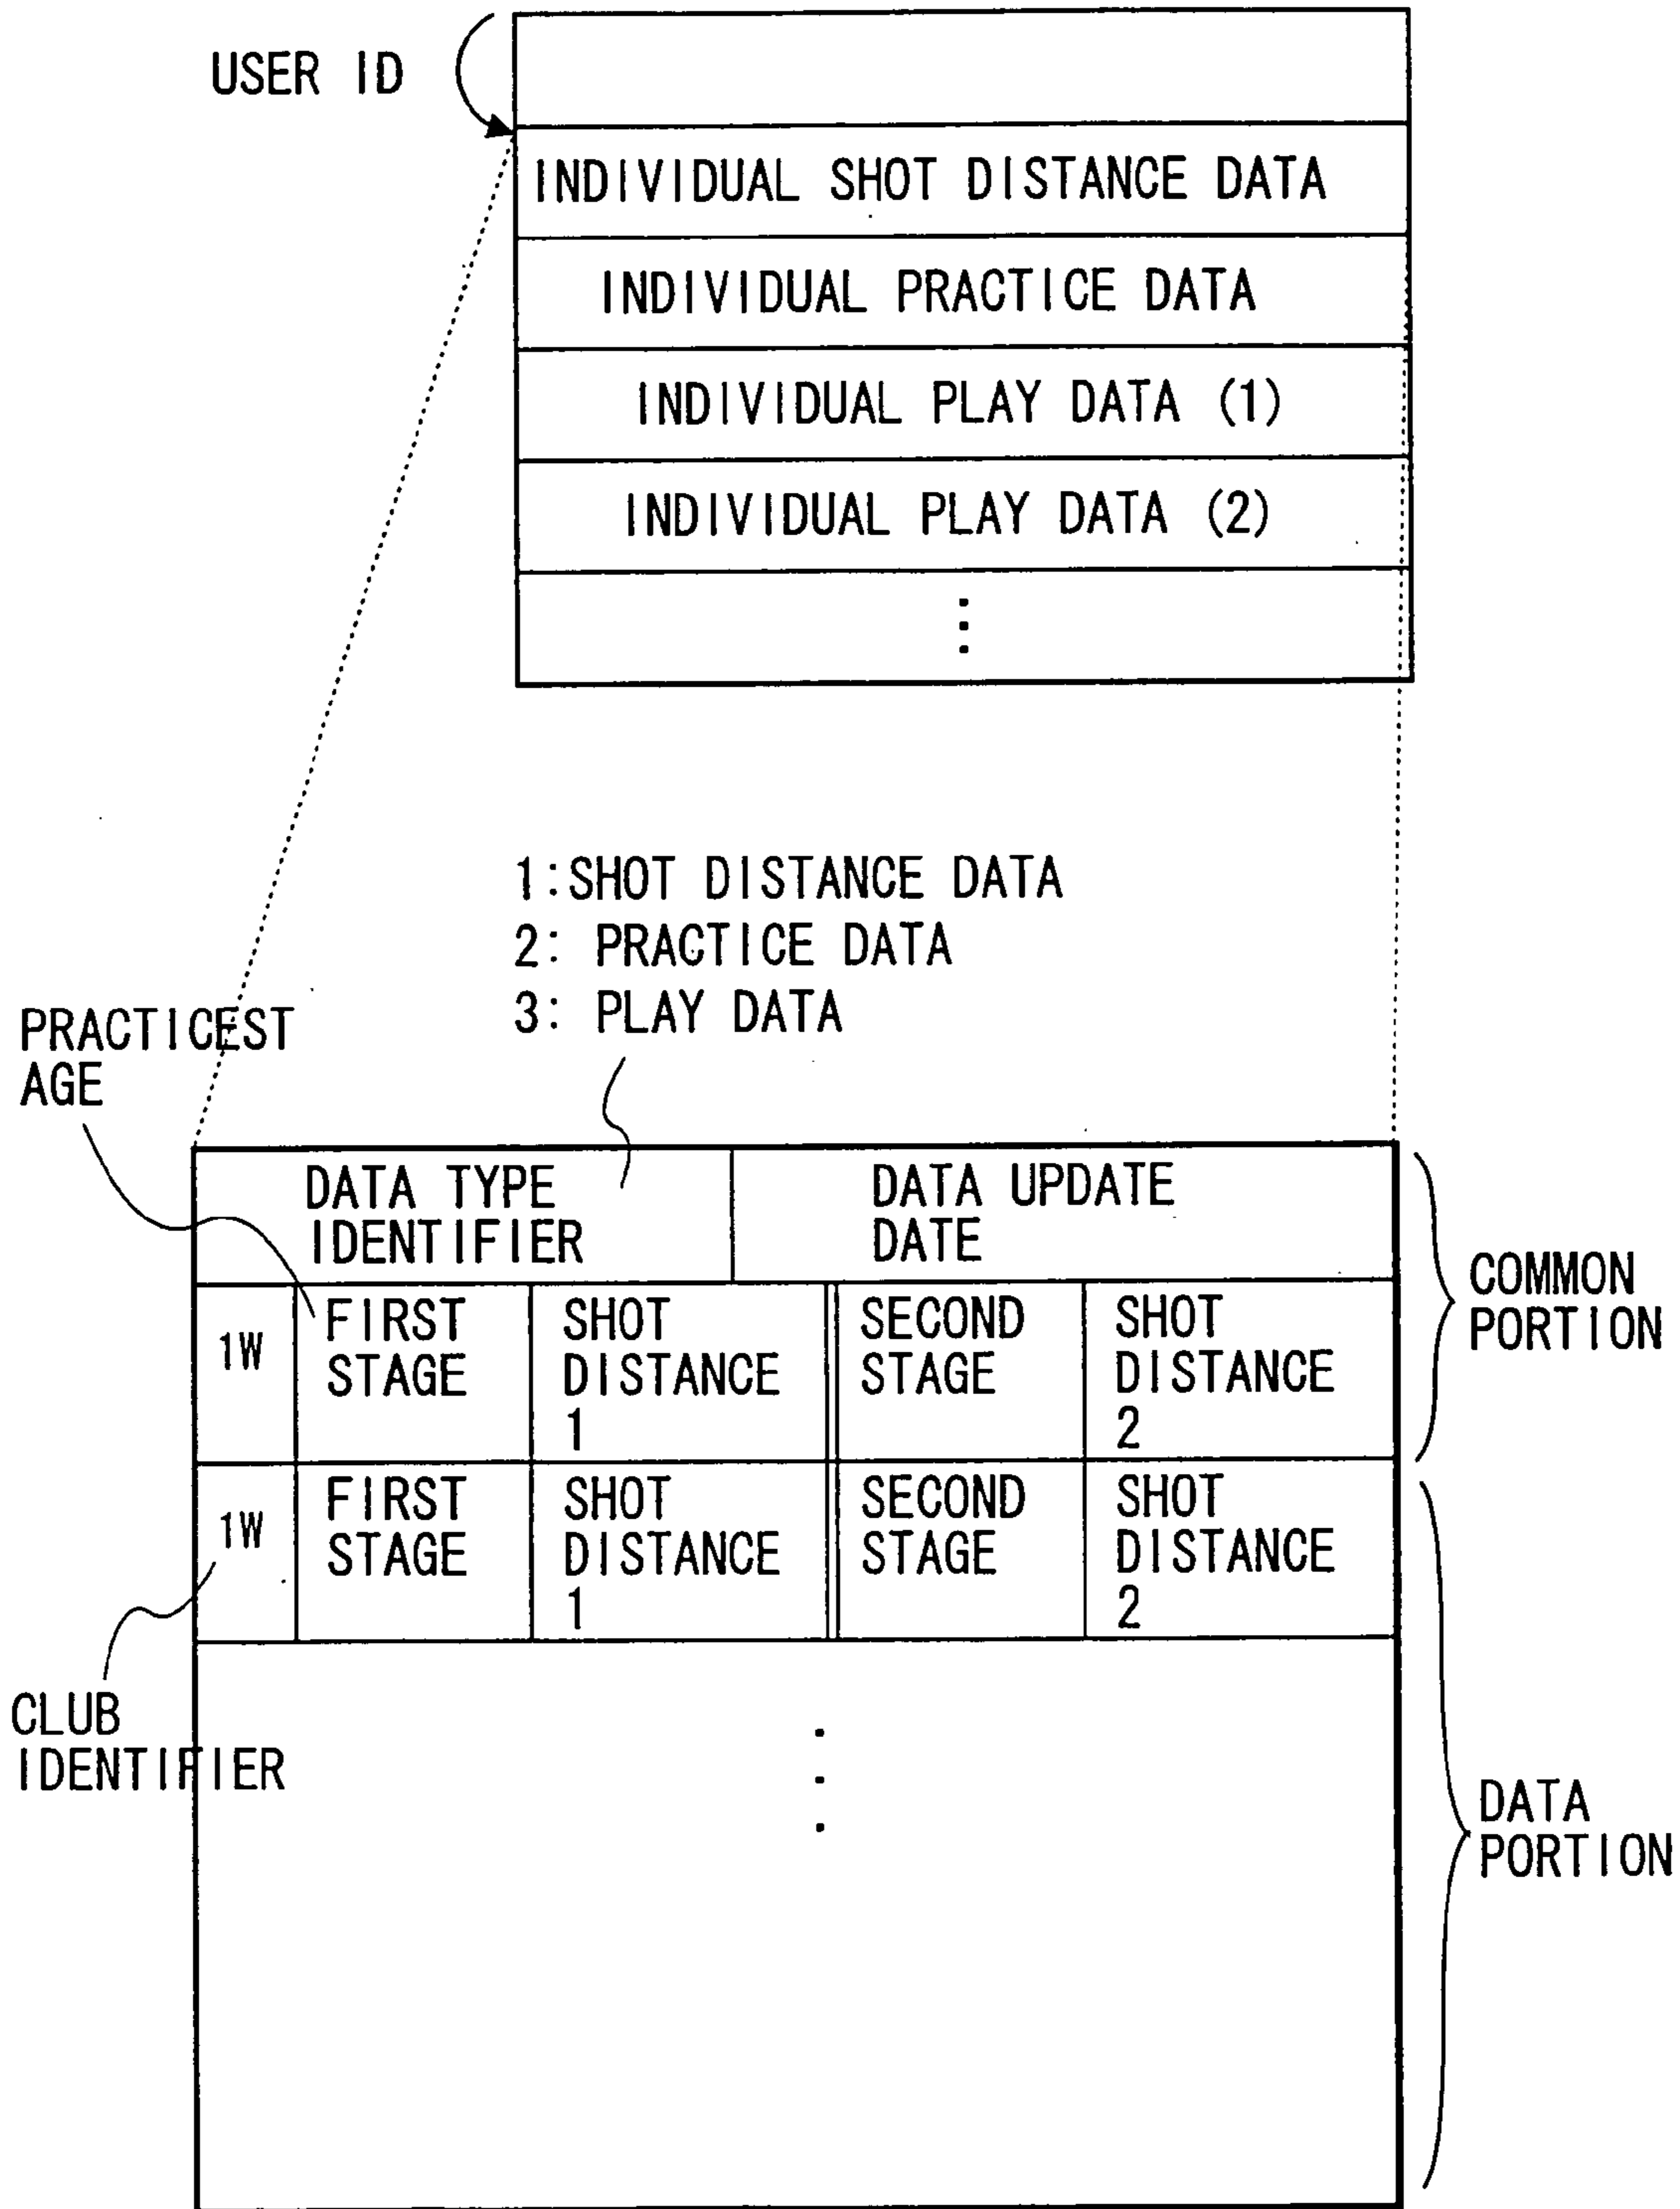 USER ID
INDIVIDUAL SHOT DISTANCE DATA
INDIVIDUAL PRACTICE DATA
INDIVIDUAL PLAY DATA (1)
INDIVIDUAL PLAY DATA (2)
1:SHOT DISTANCE DATA
2: PRACTICE DATA
3: PLAY DATA
PRACTICEST
AGE
DATA TYPE
IDENTIFIER
DATA UPDATE
DATE
COMMON
PORTION
1W
FIRST
STAGE
SHOT
DISTANCE
1
SECOND
STAGE
SHOT
DISTANCE
2
1W
FIRST
STAGE
SHOT
DISTANCE
1
SECOND
STAGE
SHOT
DISTANCE
2
CLUB
IDENTIFIER
DATA
PORTION